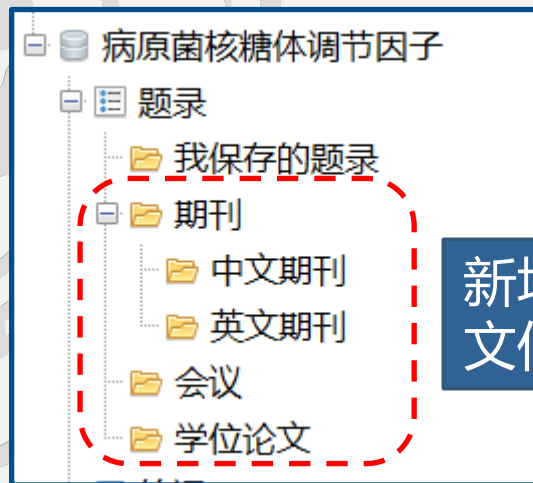 病原菌核糖体调节因子
题录
我保存的题录
期刊
中文期刊
英文期刊
会议
学位论文
新
文